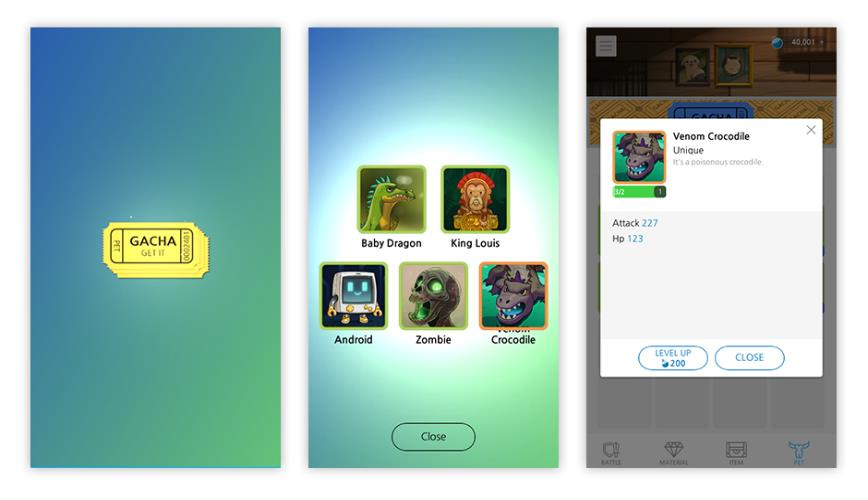 PET
GACHA
GET IT
0002401
Baby Dragon
King Louis
Android
Zombie
Venom
Crocodile
Close
40,001 +
GACHA
Venom Crocodile
Unique
It's a poisonous crocodile.
3/2
1
Attack 227
Hp 123
LEVEL UP
200
CLOSE
BATTLE
MATERIAL
ITEM
PET